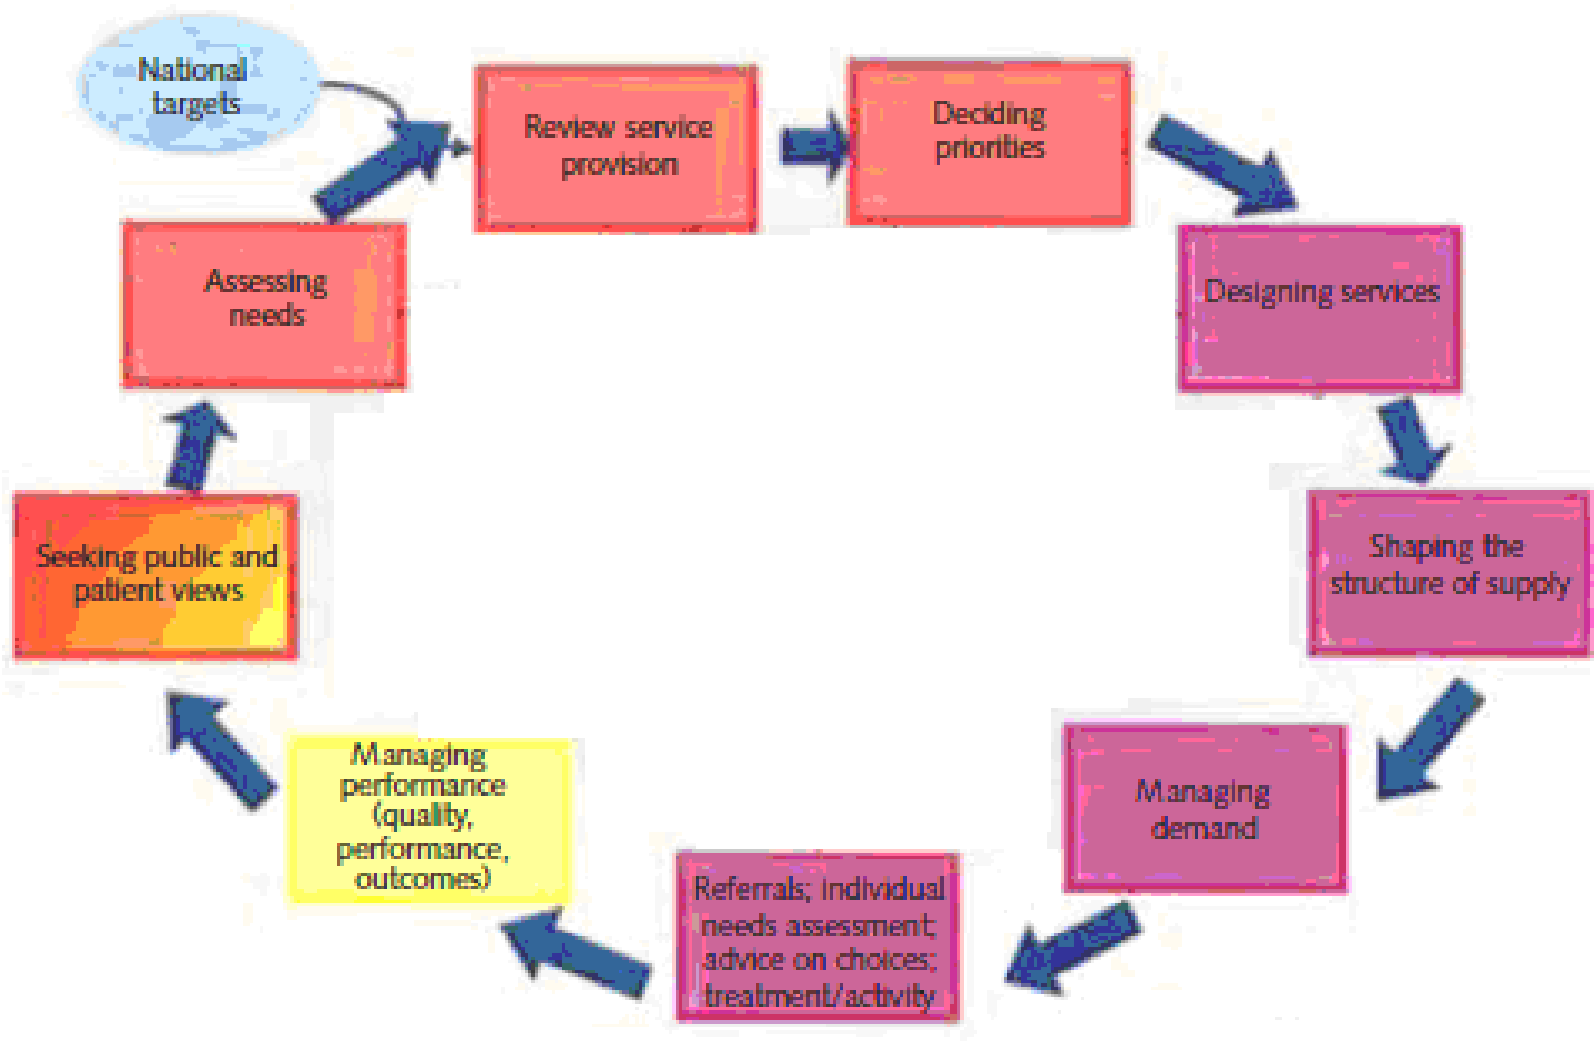 National
targets
Review service
provision
Deciding
priorities
Assessing
needs
Designing services
Seeking public and
patient views
Shaping the
structure of supply
Managing
performance
(quality,
performance,
outcomes)
Managing
demand
Referrals; individual
needs assessment;
advice on choices;
treatment/activity